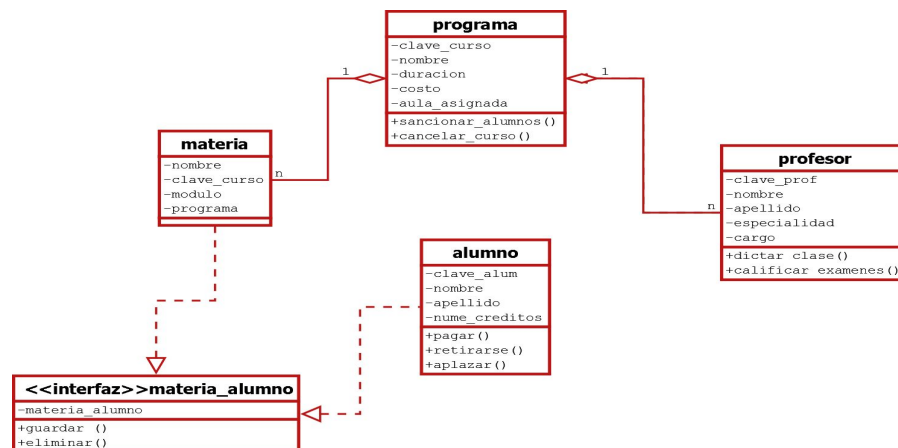 programa
-clave_curso
-nombre
-duracion
-costo
-aula_asignada
+sancionar_alumnos()
+cancelar_curso()
1
1
materia
-nombre
-clave_curso
-modulo
-programa
n
profesor
-clave_prof
-nombre
-apellido
-especialidad
-cargo
+dictar clase()
+calificar examenes()
n
alumno
-clave_alum
-nombre
-apellido
-nume_creditos
+pagar()
+retirarse()
+aplazar()
<<interfaz>>materia_alumno
-materia_alumno
+guardar ()
+eliminar()